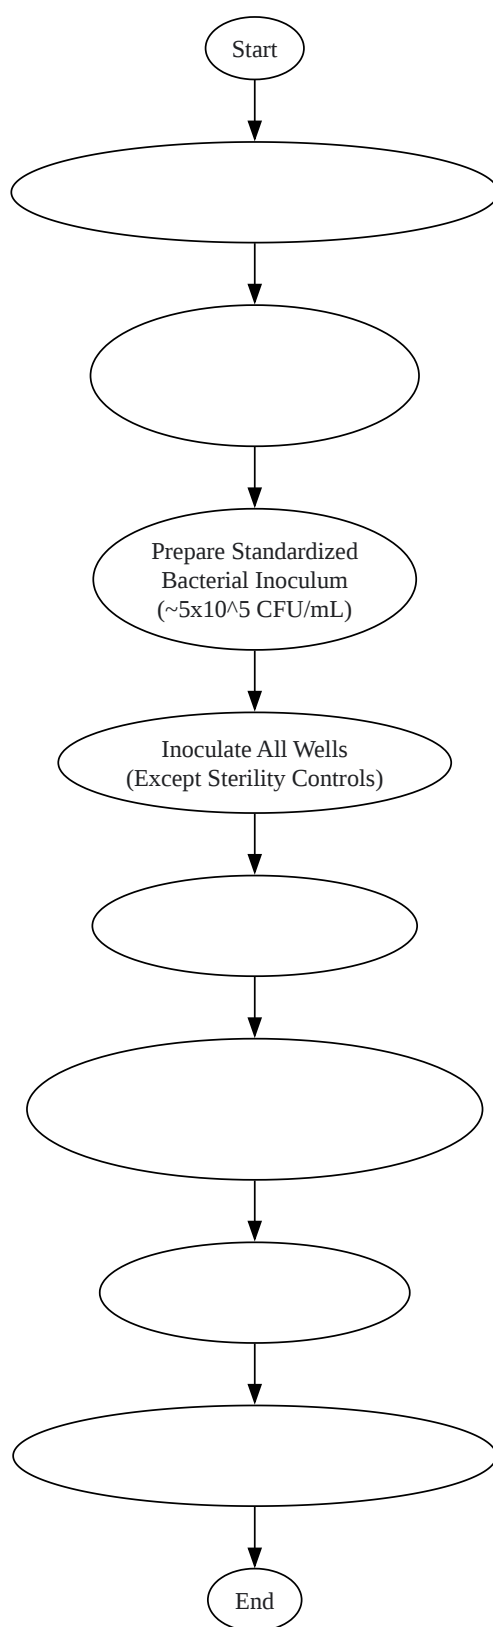 Start
Prepare Standardized
Bacterial Inoculum
(~5x10^5 CFU/mL)
Inoculate All Wells
(Except Sterility Controls)
End